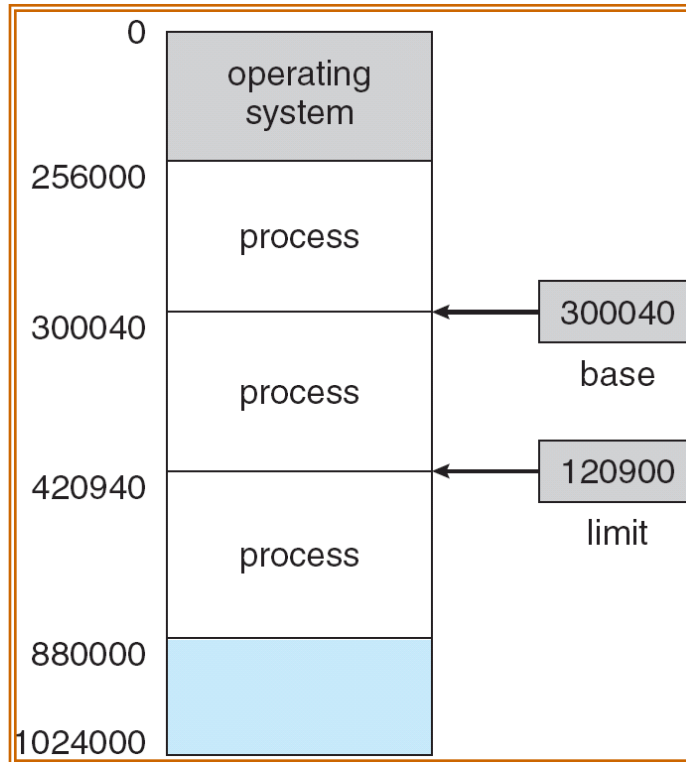 0
operating
system
256000
process
300040
300040
base
process
420940
120900
limit
process
880000
1024000